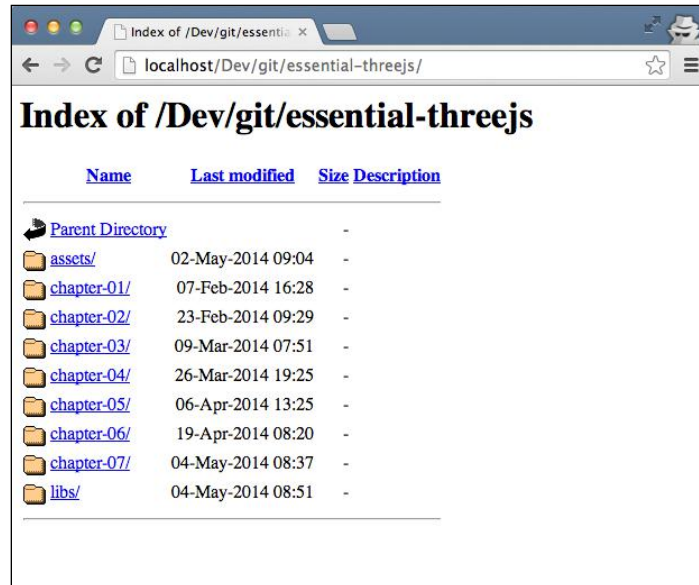 Index of /Dev/git/essentia
localhost/Dev/git/essential-threejs/
Index of /Dev/git/essential-threejs
Name Last modified Size Description
Parent Directory -
assets/ 02-May-2014 09:04 -
chapter-01/ 07-Feb-2014 16:28 -
chapter-02/ 23-Feb-2014 09:29 -
chapter-03/ 09-Mar-2014 07:51 -
chapter-04/ 26-Mar-2014 19:25 -
chapter-05/ 06-Apr-2014 13:25 -
chapter-06/ 19-Apr-2014 08:20 -
chapter-07/ 04-May-2014 08:37 -
libs/ 04-May-2014 08:51 -